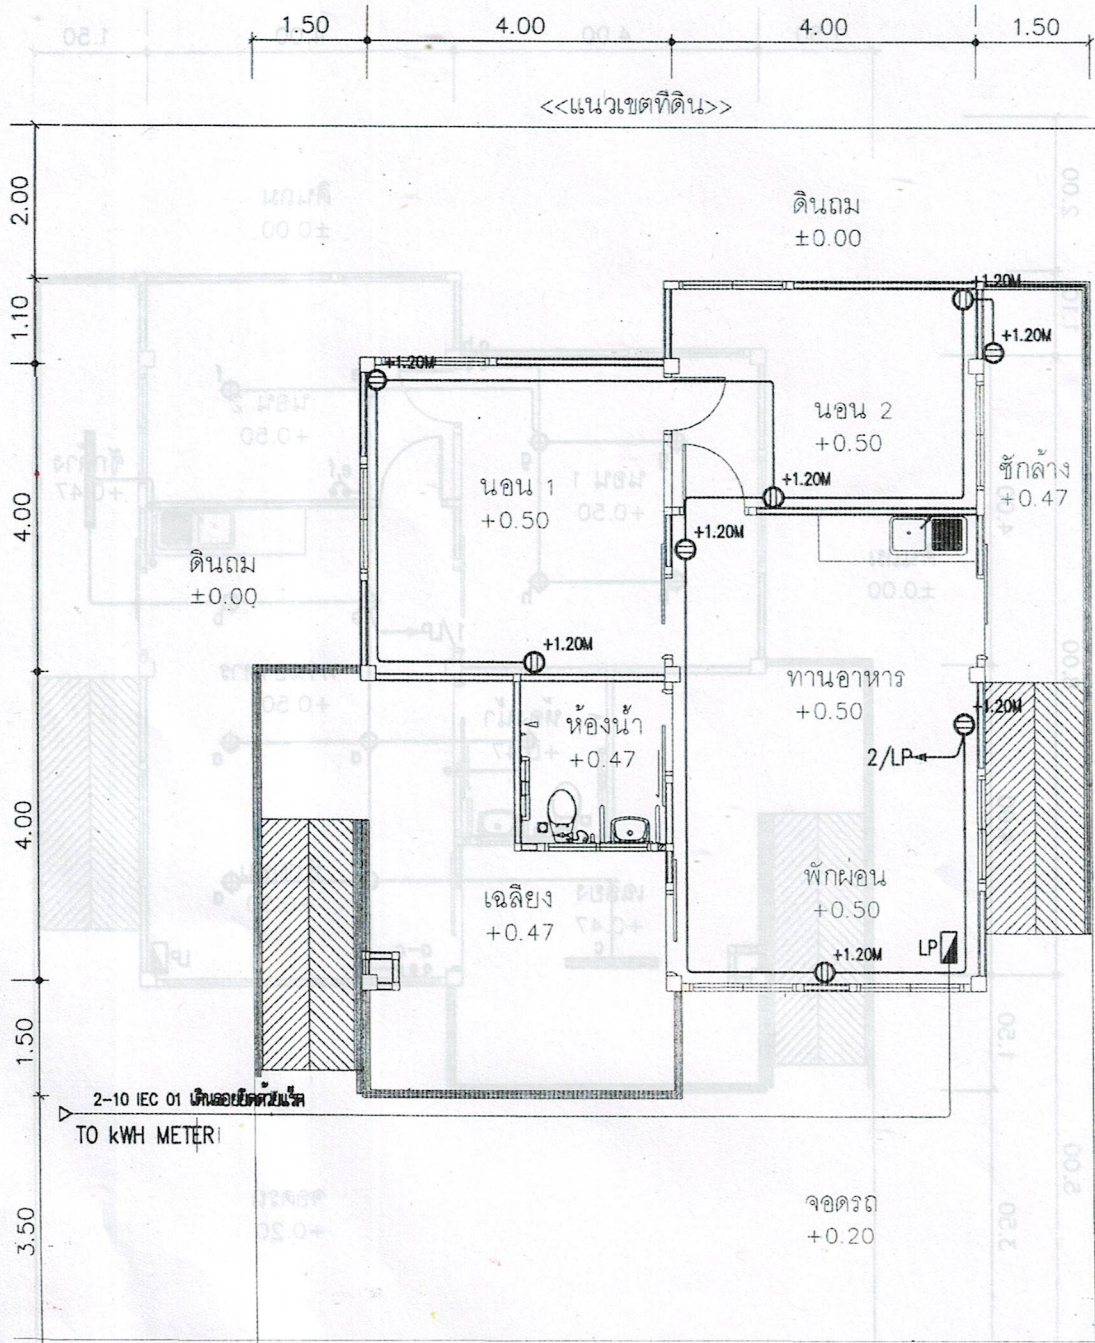 1.50 4.00 4.00 1.50
<<แนวเขตที่ดิน>>
2.00
ดินถม
±0.00
1.10
+1.20M
+1.20M
+1.20M
นอน 2
+0.50
ซักล้าง
+0.47
นอน 1
+0.50
+1.20M
+1.20M
4.00
ดินถม
±0.00
+1.20M
ทานอาหาร
+0.50
+1.20M
ห้องน้ำ
+0.47
2/LP
4.00
พักผ่อน
+0.50
เฉลียง
+0.47
LP
+1.20M
1.50
2-10 IEC 01
TO kWH METER
3.50
จอดรถ
+0.20